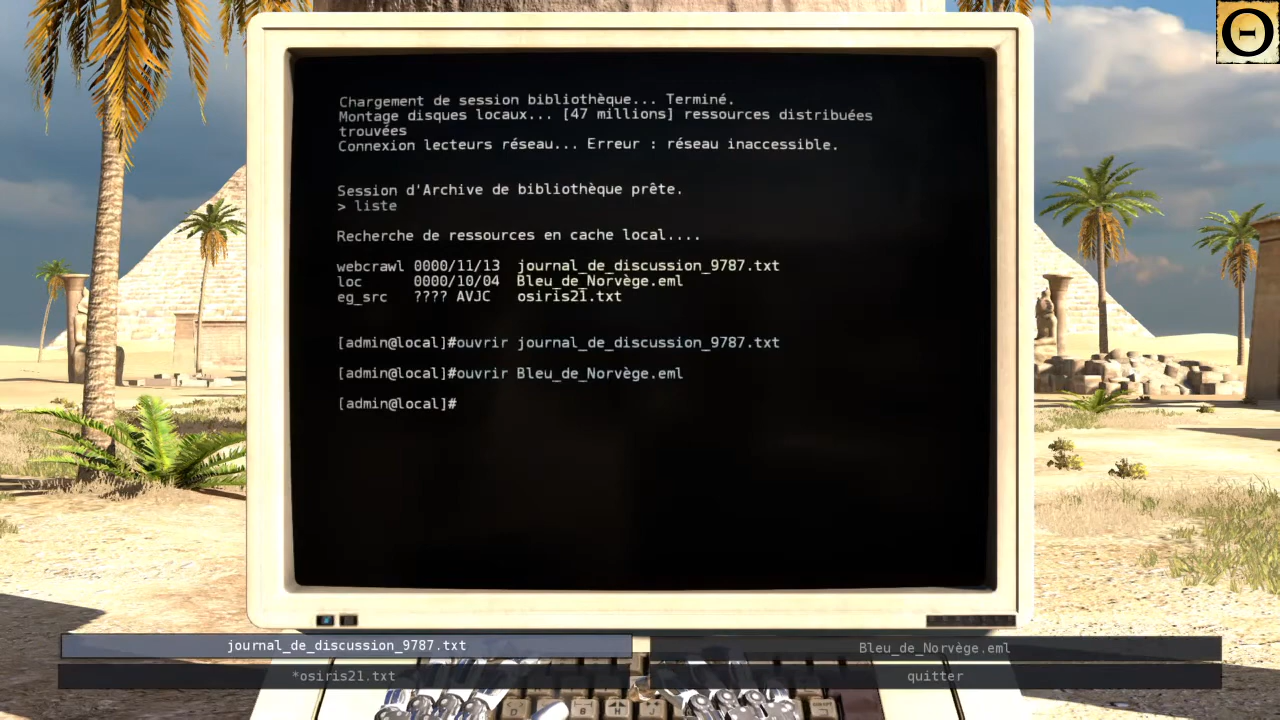 Chargement de session bibliothèque... Terminé.
Montage disques locaux... [47 millions] ressources distribuées
trouvées
Connexion lecteurs réseau... Erreur : réseau inaccessible.
Session d'Archive de bibliothèque prête.
> liste
Recherche de ressources en cache local....
webcrawl 0000/11/13 journal_de_discussion_9787.txt
loc 0000/10/04 Bleu_de_Norvège.eml
eg_src ???? AVJC osiris21.txt
[admin@local]#ouvrir journal_de_discussion_9787.txt
[admin@local]#ouvrir Bleu_de_Norvège.eml
[admin@local]#
journal_de_discussion_9787.txt
Bleu_de_Norvège.eml
*osiris21.txt
quitter